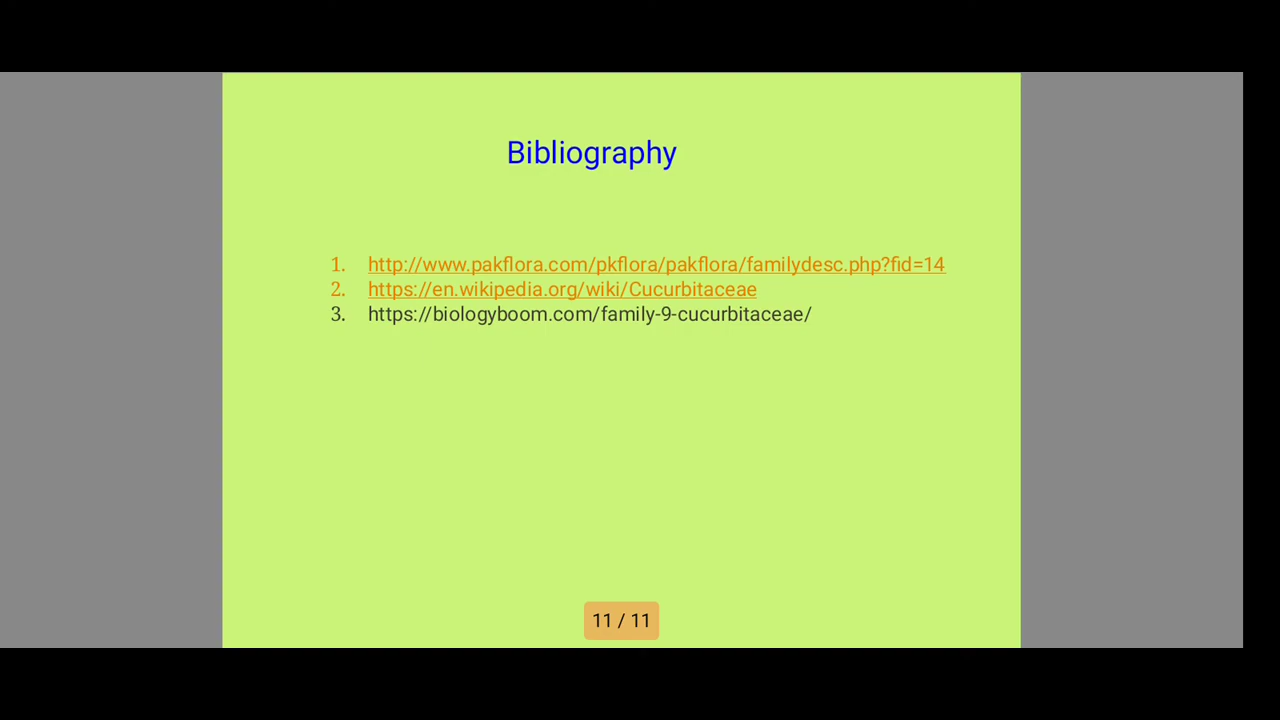 Bibliography
1. http://www.pakflora.com/pkflora/pakflora/familydesc.php?fid=14
2. https://en.wikipedia.org/wiki/Cucurbitaceae
3. https://biologyboom.com/family-9-cucurbitaceae/
11 / 11